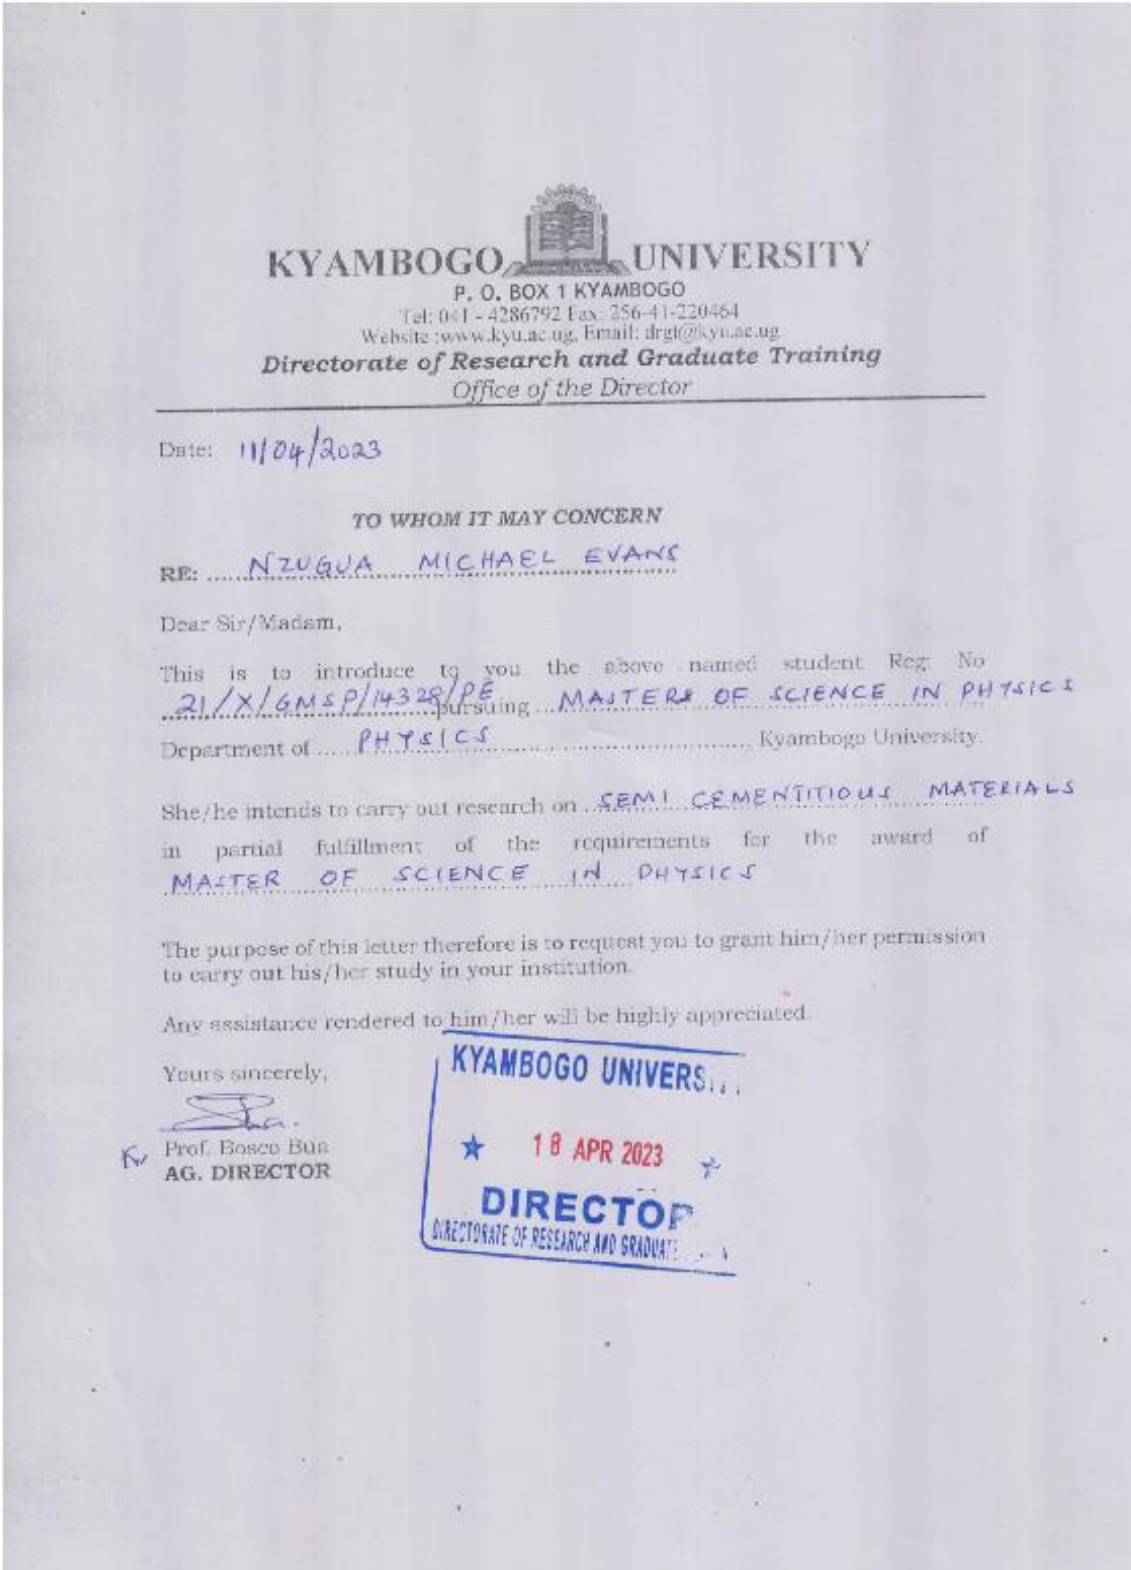 KYAMBOGO UNIVERSITY
P. O. BOX 1 KYAMBOGO
Tel: 041 - 4286792 Fax: 256-41-220464
Website :www.kyu.ac.ug, Email: drgt@kyu.ac.ug
Directorate of Research and Graduate Training
Office of the Director
Date: 11/04/2023
TO WHOM IT MAY CONCERN
RE: NZUGUA MICHAEL EVANS
Dear Sir/Madam,
This is to introduce to you the above named student Reg: No
21/X/GMSP/14328/PE pursuing MASTERS OF SCIENCE IN PHYSICS
Department of PHYSICS Kyambogo University.
She/he intends to carry out research on SEMI CEMENTITIOUS MATERIALS
in partial fulfillment of the requirements for the award of
MASTER OF SCIENCE IN PHYSICS
The purpose of this letter therefore is to request you to grant him/her permission
to carry out his/her study in your institution.
Any assistance rendered to him/her will be highly appreciated.
Yours sincerely,
Prof. Bosco Bua
AG. DIRECTOR
KYAMBOGO UNIVERS
18 APR 2023
DIRECTOR
DIRECTORATE OF RESEARCH AND GRADUATE